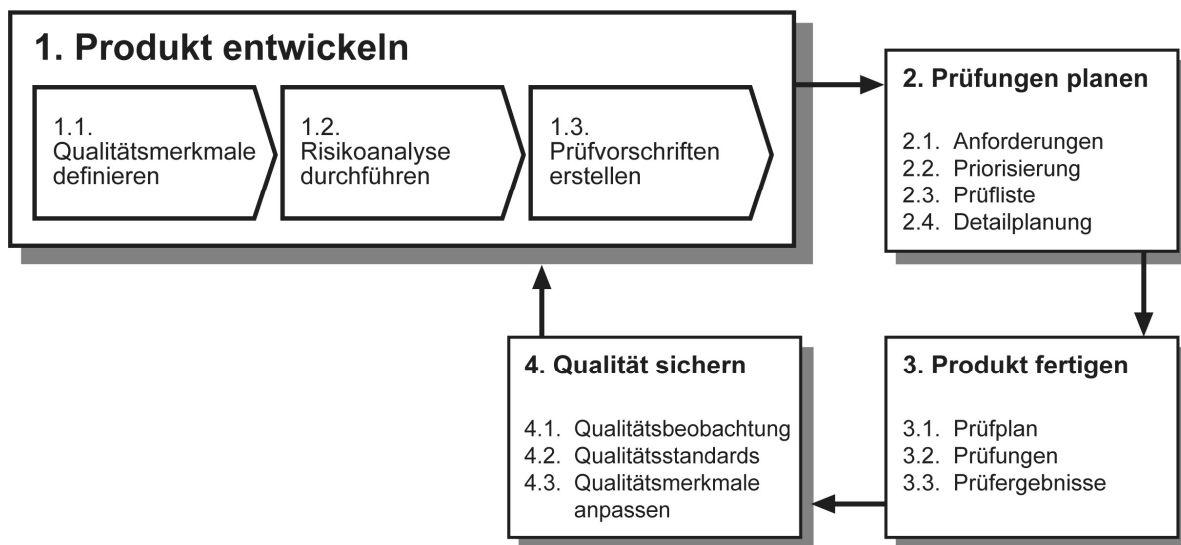 1. Produkt entwickeln
1.1.
Qualitätsmerkmale
definieren
1.2.
Risikoanalyse
durchführen
1.3.
Prüfvorschriften
erstellen
2. Prüfungen planen
2.1. Anforderungen
2.2. Priorisierung
2.3. Prüfliste
2.4. Detailplanung
3. Produkt fertigen
3.1. Prüfplan
3.2. Prüfungen
3.3. Prüfergebnisse
4. Qualität sichern
4.1. Qualitätsbeobachtung
4.2. Qualitätsstandards
4.3. Qualitätsmerkmale
anpassen